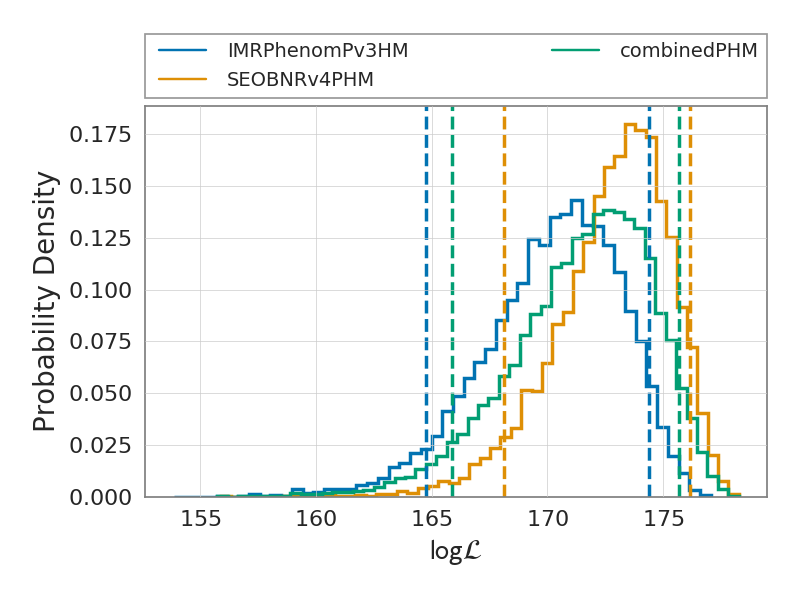 IMRPhenomPv3HM
SEOBNRv4PHM
combinedPHM
Probability Density
0.175
0.150
0.125
0.100
0.075
0.050
0.025
0.000
155 160 165 170 175
logℒ